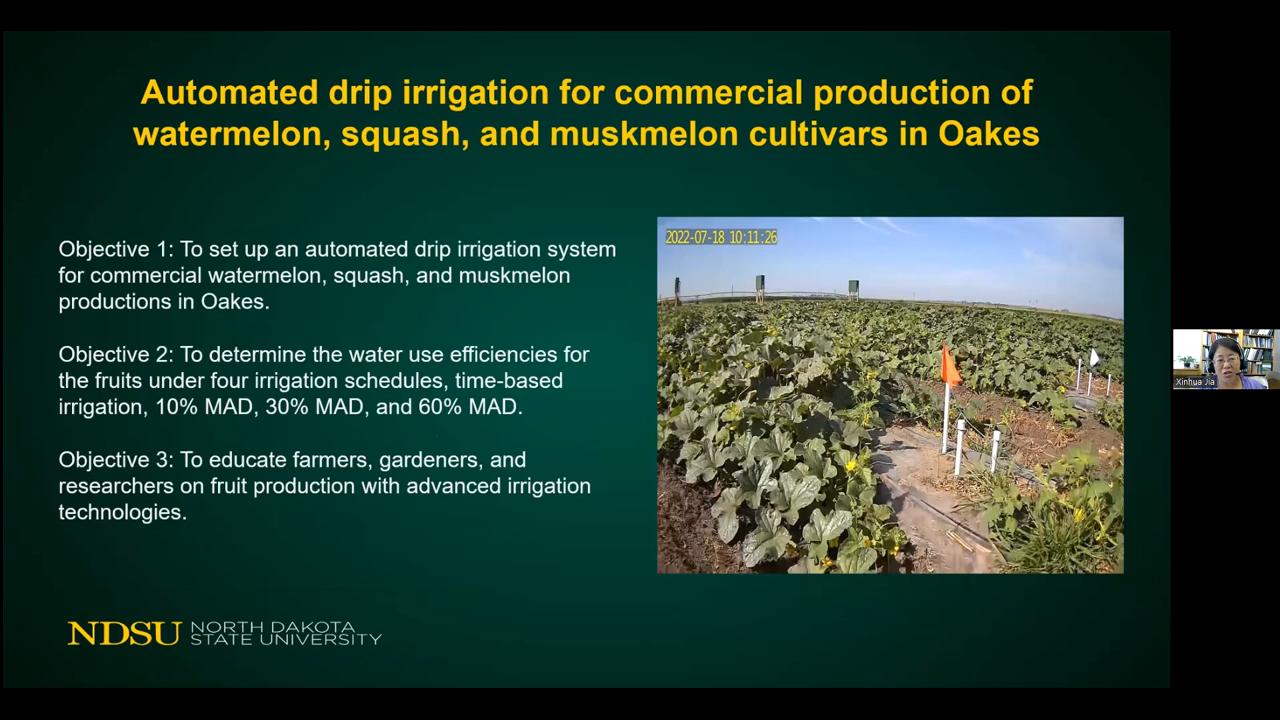 Automated drip irrigation for commercial production of
watermelon, squash, and muskmelon cultivars in Oakes
Objective 1: To set up an automated drip irrigation system
for commercial watermelon, squash, and muskmelon
productions in Oakes.
Objective 2: To determine the water use efficiencies for
the fruits under four irrigation schedules, time-based
irrigation, 10% MAD, 30% MAD, and 60% MAD.
Objective 3: To educate farmers, gardeners, and
researchers on fruit production with advanced irrigation
technologies.
2022-07-18 10:11:26
Xinhua Jia
NDSU NORTH DAKOTA
STATE UNIVERSITY